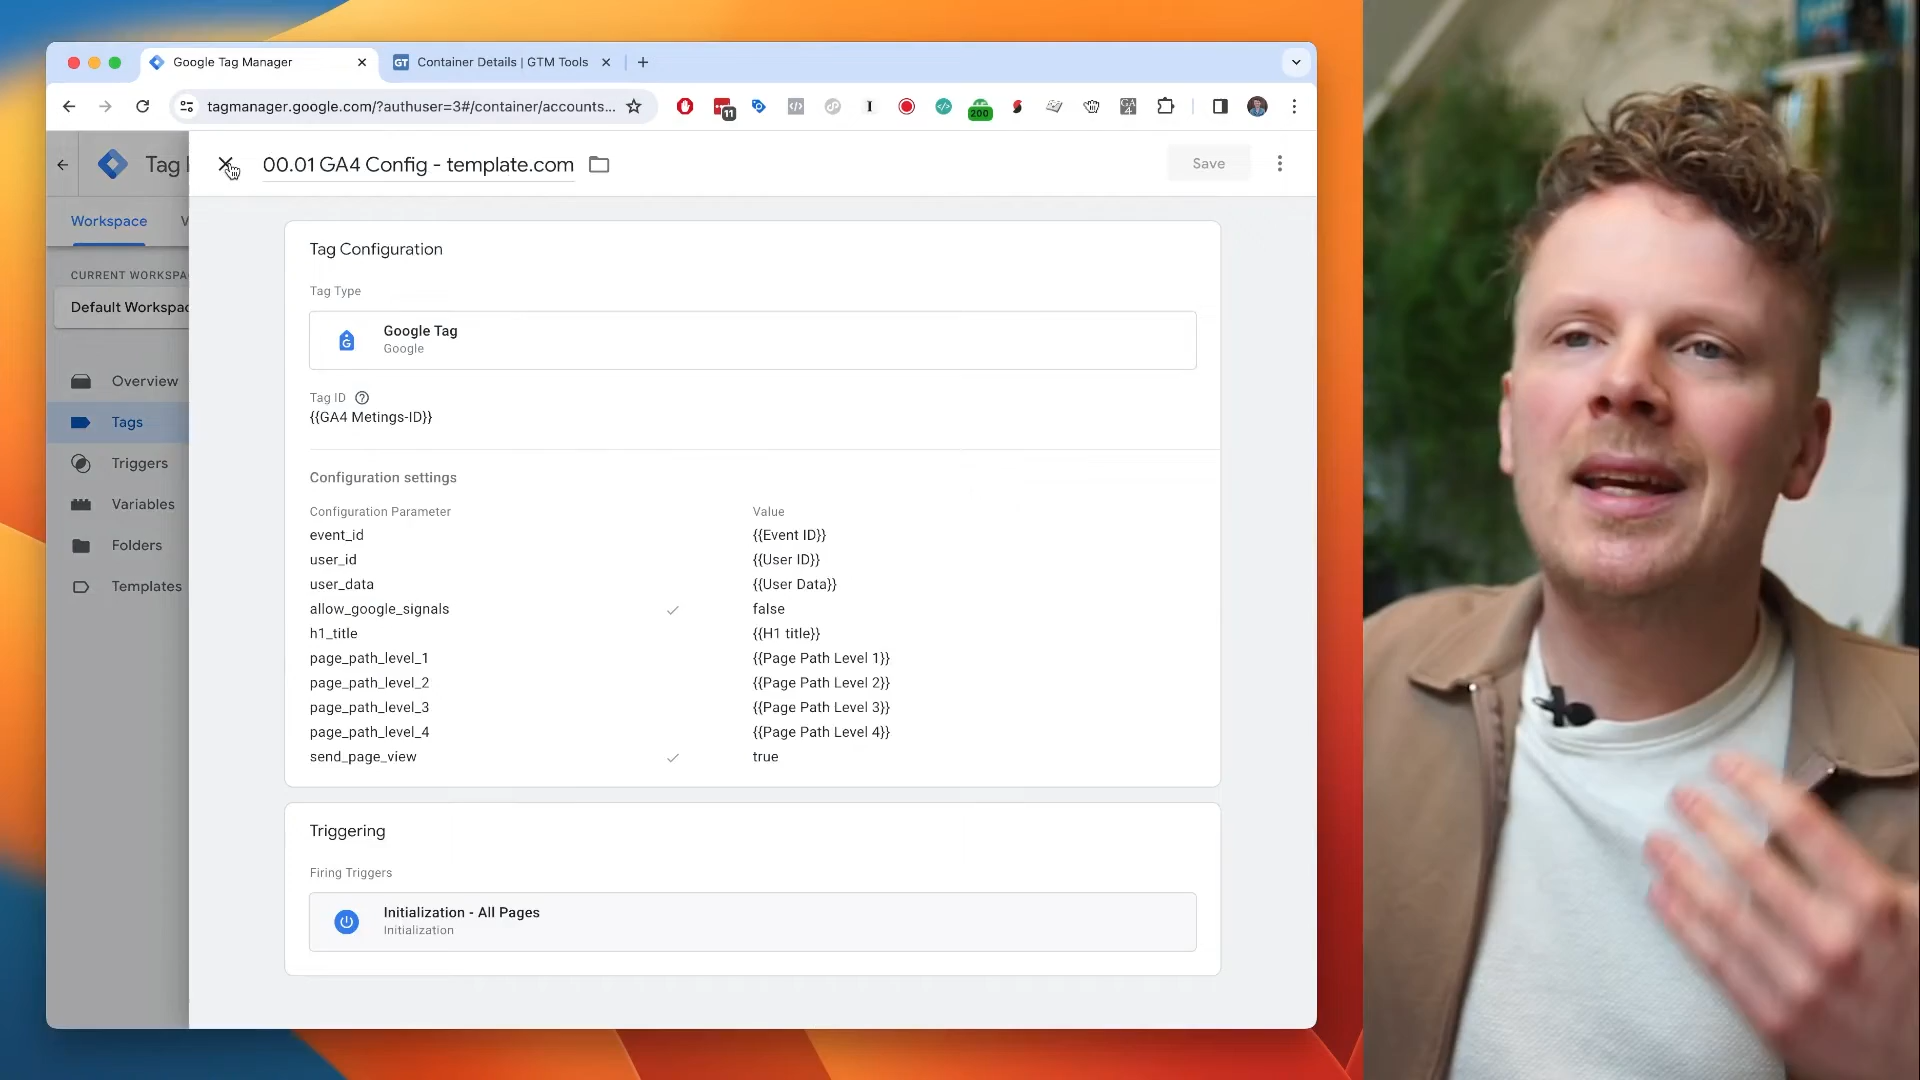 Google Tag Manager
GT Container Details | GTM Tools
tagmanager.google.com/?authuser=3#/container/accounts...
11
200
GA4
Tag
00.01 GA4 Config - template.com
Save
Workspace V
CURRENT WORKSPA
Default Workspac
Overview
Tags
Triggers
Variables
Folders
Templates
Tag Configuration
Tag Type
Google Tag
Google
Tag ID
{{GA4 Metings-ID}}
Configuration settings
Configuration Parameter Value
event_id {{Event ID}}
user_id {{User ID}}
user_data {{User Data}}
allow_google_signals false
h1_title {{H1 title}}
page_path_level_1 {{Page Path Level 1}}
page_path_level_2 {{Page Path Level 2}}
page_path_level_3 {{Page Path Level 3}}
page_path_level_4 {{Page Path Level 4}}
send_page_view true
Triggering
Firing Triggers
Initialization - All Pages
Initialization